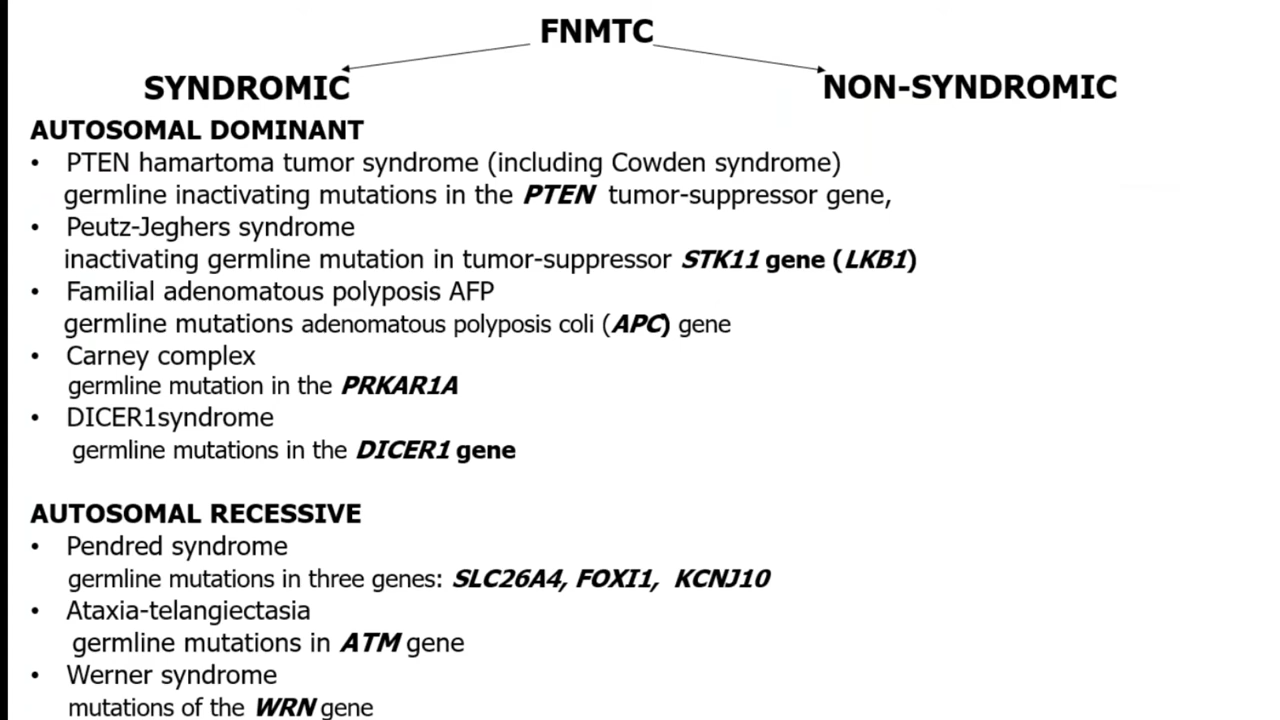 FNMTC
SYNDROMIC
NON-SYNDROMIC
AUTOSOMAL DOMINANT
• PTEN hamartoma tumor syndrome (including Cowden syndrome)
germline inactivating mutations in the PTEN tumor-suppressor gene,
• Peutz-Jeghers syndrome
inactivating germline mutation in tumor-suppressor STK11 gene (LKB1)
• Familial adenomatous polyposis AFP
germline mutations adenomatous polyposis coli (APC) gene
• Carney complex
germline mutation in the PRKAR1A
• DICER1syndrome
germline mutations in the DICER1 gene
AUTOSOMAL RECESSIVE
• Pendred syndrome
germline mutations in three genes: SLC26A4, FOXI1, KCNJ10
• Ataxia-telangiectasia
germline mutations in ATM gene
• Werner syndrome
mutations of the WRN gene